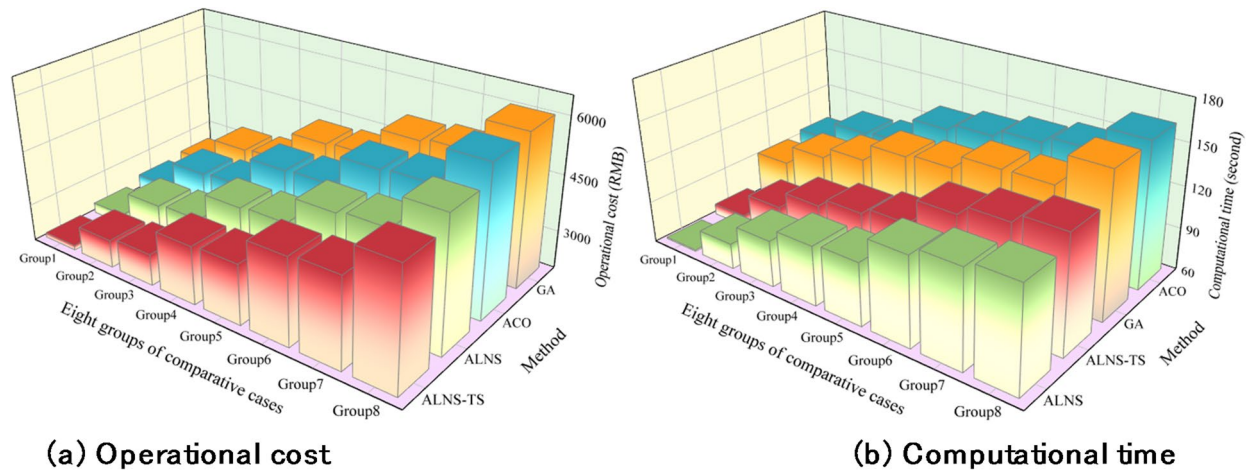 6000
4500
3000
Operational cost (RMB)
Group1
Group2
Group3
Group4
Group5
Group6
Group7
Group8
Eight groups of comparative cases
ALNS-TS
ALNS
ACO
GA
Method
(a) Operational cost
180
150
120
90
60
Computational time (second)
Group1
Group2
Group3
Group4
Group5
Group6
Group7
Group8
Eight groups of comparative cases
ALNS
ALNS-TS
GA
ACO
Method
(b) Computational time